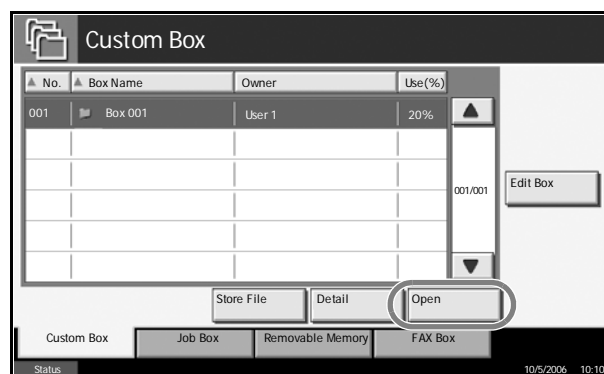 Custom Box
No. Box Name Owner Use(%)
001 Box 001 User 1 20%
001/001
Edit Box
Store File Detail Open
Custom Box Job Box Removable Memory FAX Box
Status 10/5/2006 10:10